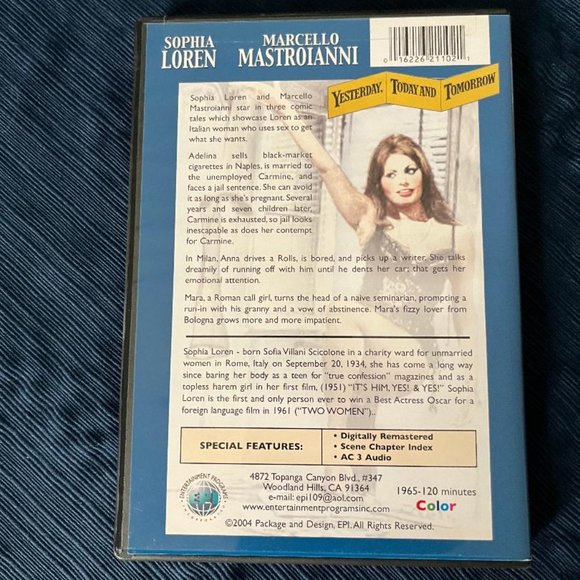 SOPHIA
LOREN
MARCELLO
MASTROIANNI
0 16226 21102 1
YESTERDAY, TODAY AND TOMORROW
Sophia Loren and Marcello
Mastroianni star in three comic
tales which showcase Loren as an
Italian woman who uses sex to get
what she wants.
Adelina sells black-market
cigarettes in Naples, is married to
the unemployed Carmine, and
faces a jail sentence. She can avoid
it as long as she's pregnant. Several
years and seven children later,
Carmine is exhausted, so jail looks
inescapable as does her contempt
for Carmine.
In Milan, Anna drives a Rolls, is bored, and picks up a writer. She talks
dreamily of running off with him until he dents her car; that gets her
emotional attention.
Mara, a Roman call girl, turns the head of a naive seminarian, prompting
a run-in with his granny and a vow of abstinence. Mara's fizzy lover from
Bologna grows more and more impatient.
Sophia Loren - born Sofia Villani Scicolone in a charity ward for unmarried
women in Rome, Italy on September 20, 1934, she has come a long way
since baring her body as a teen for "true confession" magazines and as a
topless harem girl in her first film, (1951) "IT'S HIM, YES! & YES!" Sophia
Loren is the first and only person ever to win a Best Actress Oscar for a
foreign language film in 1961 ("TWO WOMEN")..
SPECIAL FEATURES:
• Digitally Remastered
• Scene Chapter Index
• AC 3 Audio
ENTERTAINMENT PROGRAMS
EPI
4872 Topanga Canyon Blvd., #347
Woodland Hills, CA 91364
e-mail: epi109@aol.com
www.entertainmentprogramsinc.com
1965-120 minutes
Color
©2004 Package and Design, EPI. All Rights Reserved.